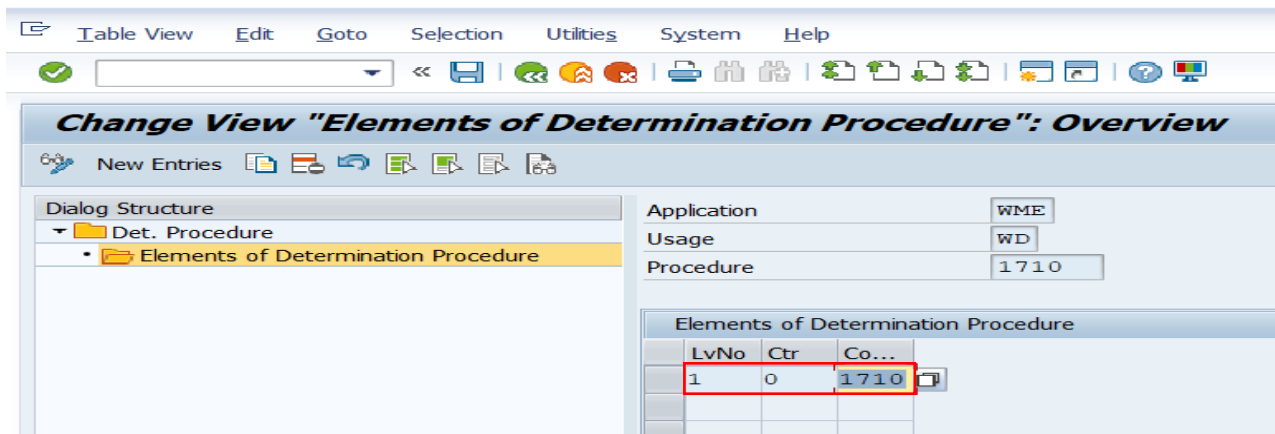 Table View Edit Goto Selection Utilities System Help
Change View "Elements of Determination Procedure": Overview
New Entries
Dialog Structure
Det. Procedure
Elements of Determination Procedure
Application WME
Usage WD
Procedure 1710
Elements of Determination Procedure
LvNo Ctr Co...
1 0 1710